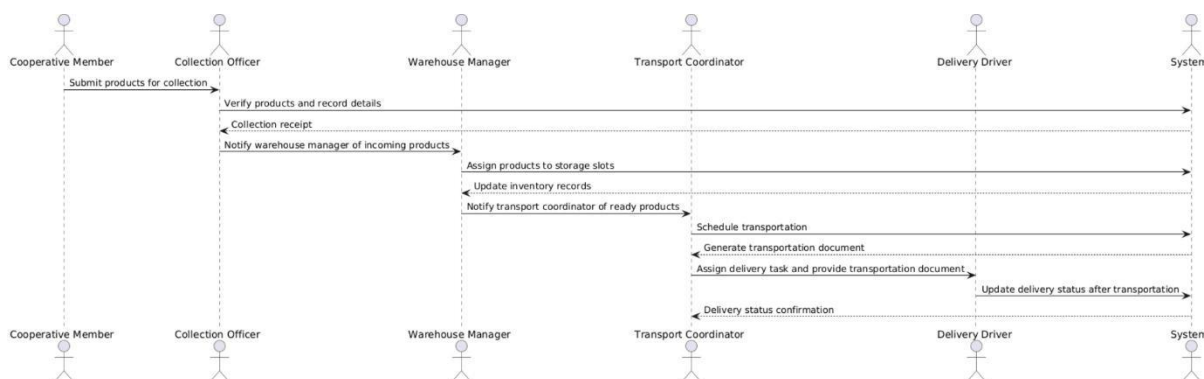 Cooperative Member Collection Officer Warehouse Manager Transport Coordinator Delivery Driver System
Submit products for collection
Verify products and record details
Collection receipt
Notify warehouse manager of incoming products
Assign products to storage slots
Update inventory records
Notify transport coordinator of ready products
Schedule transportation
Generate transportation document
Assign delivery task and provide transportation document
Update delivery status after transportation
Delivery status confirmation
Cooperative Member Collection Officer Warehouse Manager Transport Coordinator Delivery Driver System